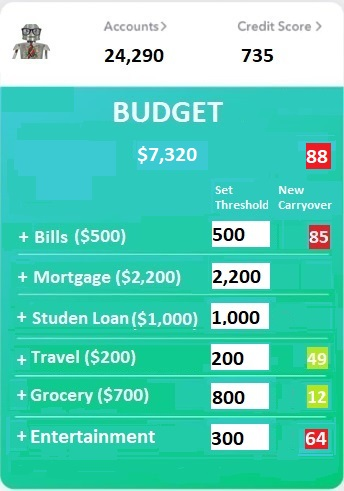 Accounts> Credit Score >
24,290 735
BUDGET
$7,320 88
Set New
Threshold Carryover
+ Bills ($500) 500 85
+ Mortgage ($2,200) 2,200
+ Studen Loan ($1,000) 1,000
+ Travel ($200) 200 49
+ Grocery ($700) 800 12
+ Entertainment 300 64